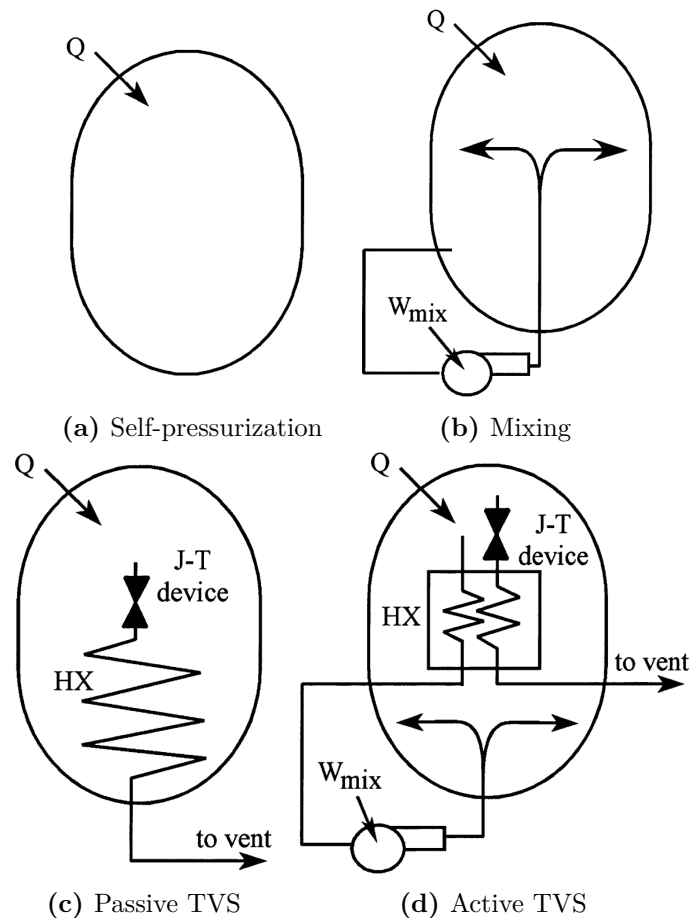 Q
Q
W_mix
(a) Self-pressurization
(b) Mixing
Q
J-T
device
HX
to vent
(c) Passive TVS
Q
J-T
device
HX
to vent
W_mix
(d) Active TVS